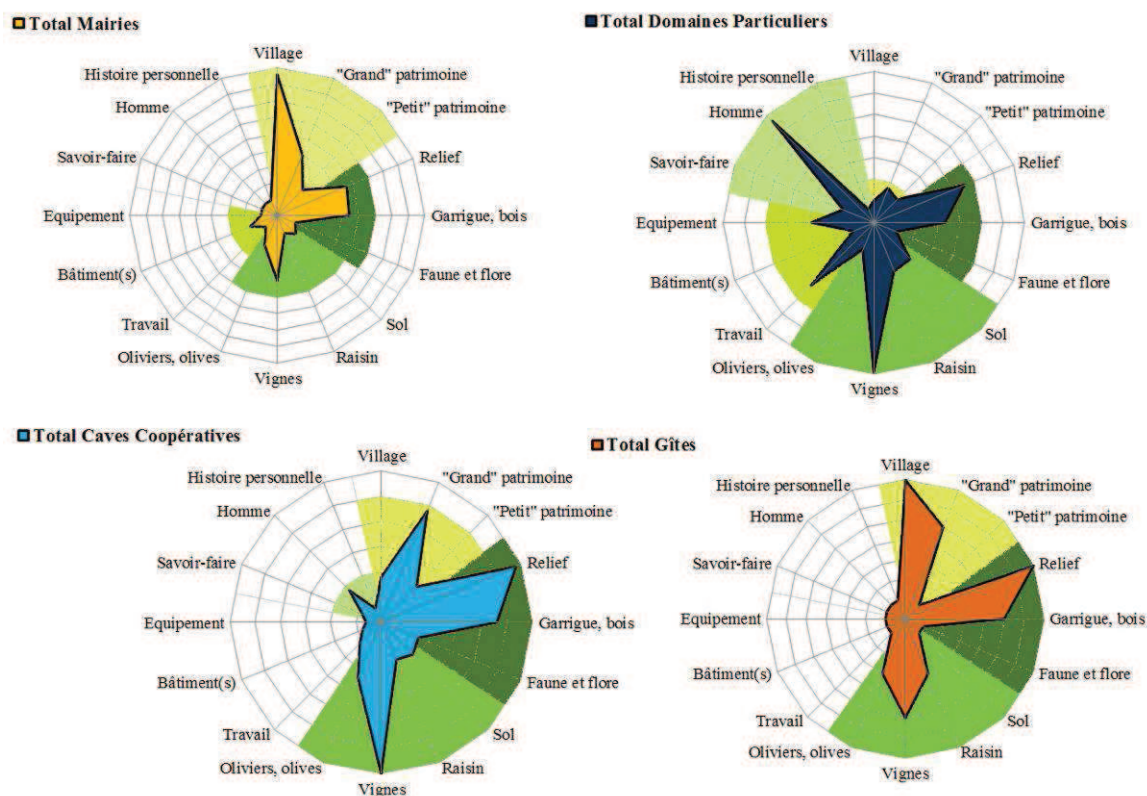 Total Mairies
Village
"Grand" patrimoine
"Petit" patrimoine
Relief
Garrigue, bois
Faune et flore
Sol
Raisin
Vignes
Oliviers, olives
Travail
Bâtiment(s)
Equipement
Savoir-faire
Homme
Histoire personnelle
Total Domaines Particuliers
Village
"Grand" patrimoine
"Petit" patrimoine
Relief
Garrigue, bois
Faune et flore
Sol
Raisin
Vignes
Oliviers, olives
Travail
Bâtiment(s)
Equipement
Savoir-faire
Homme
Histoire personnelle
Total Caves Coopératives
Village
"Grand" patrimoine
"Petit" patrimoine
Relief
Garrigue, bois
Faune et flore
Sol
Raisin
Vignes
Oliviers, olives
Travail
Bâtiment(s)
Equipement
Savoir-faire
Homme
Histoire personnelle
Total Gîtes
Village
"Grand" patrimoine
"Petit" patrimoine
Relief
Garrigue, bois
Faune et flore
Sol
Raisin
Vignes
Oliviers, olives
Travail
Bâtiment(s)
Equipement
Savoir-faire
Homme
Histoire personnelle